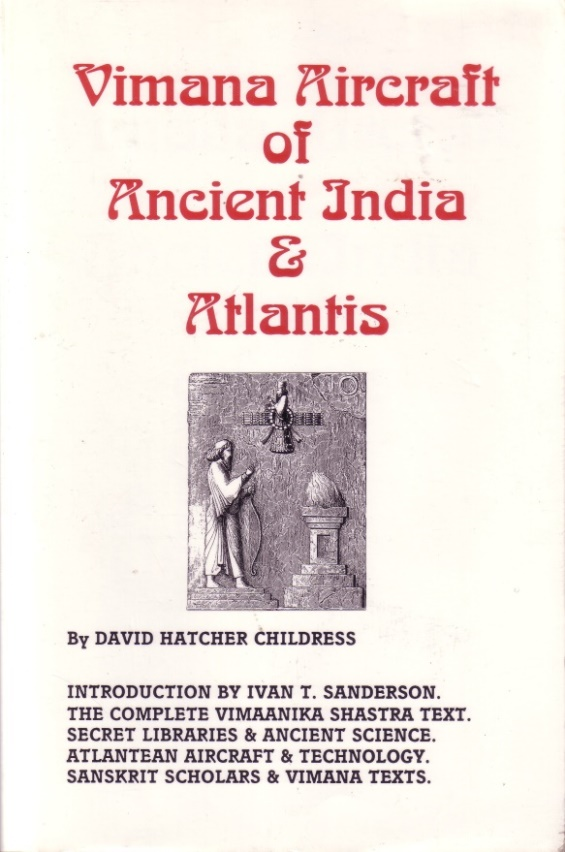 Vimana Aircraft
of
Ancient India
&
Atlantis
By DAVID HATCHER CHILDRESS
INTRODUCTION BY IVAN T. SANDERSON.
THE COMPLETE VIMAANIKA SHASTRA TEXT.
SECRET LIBRARIES & ANCIENT SCIENCE.
ATLANTEAN AIRCRAFT & TECHNOLOGY.
SANSKRIT SCHOLARS & VIMANA TEXTS.